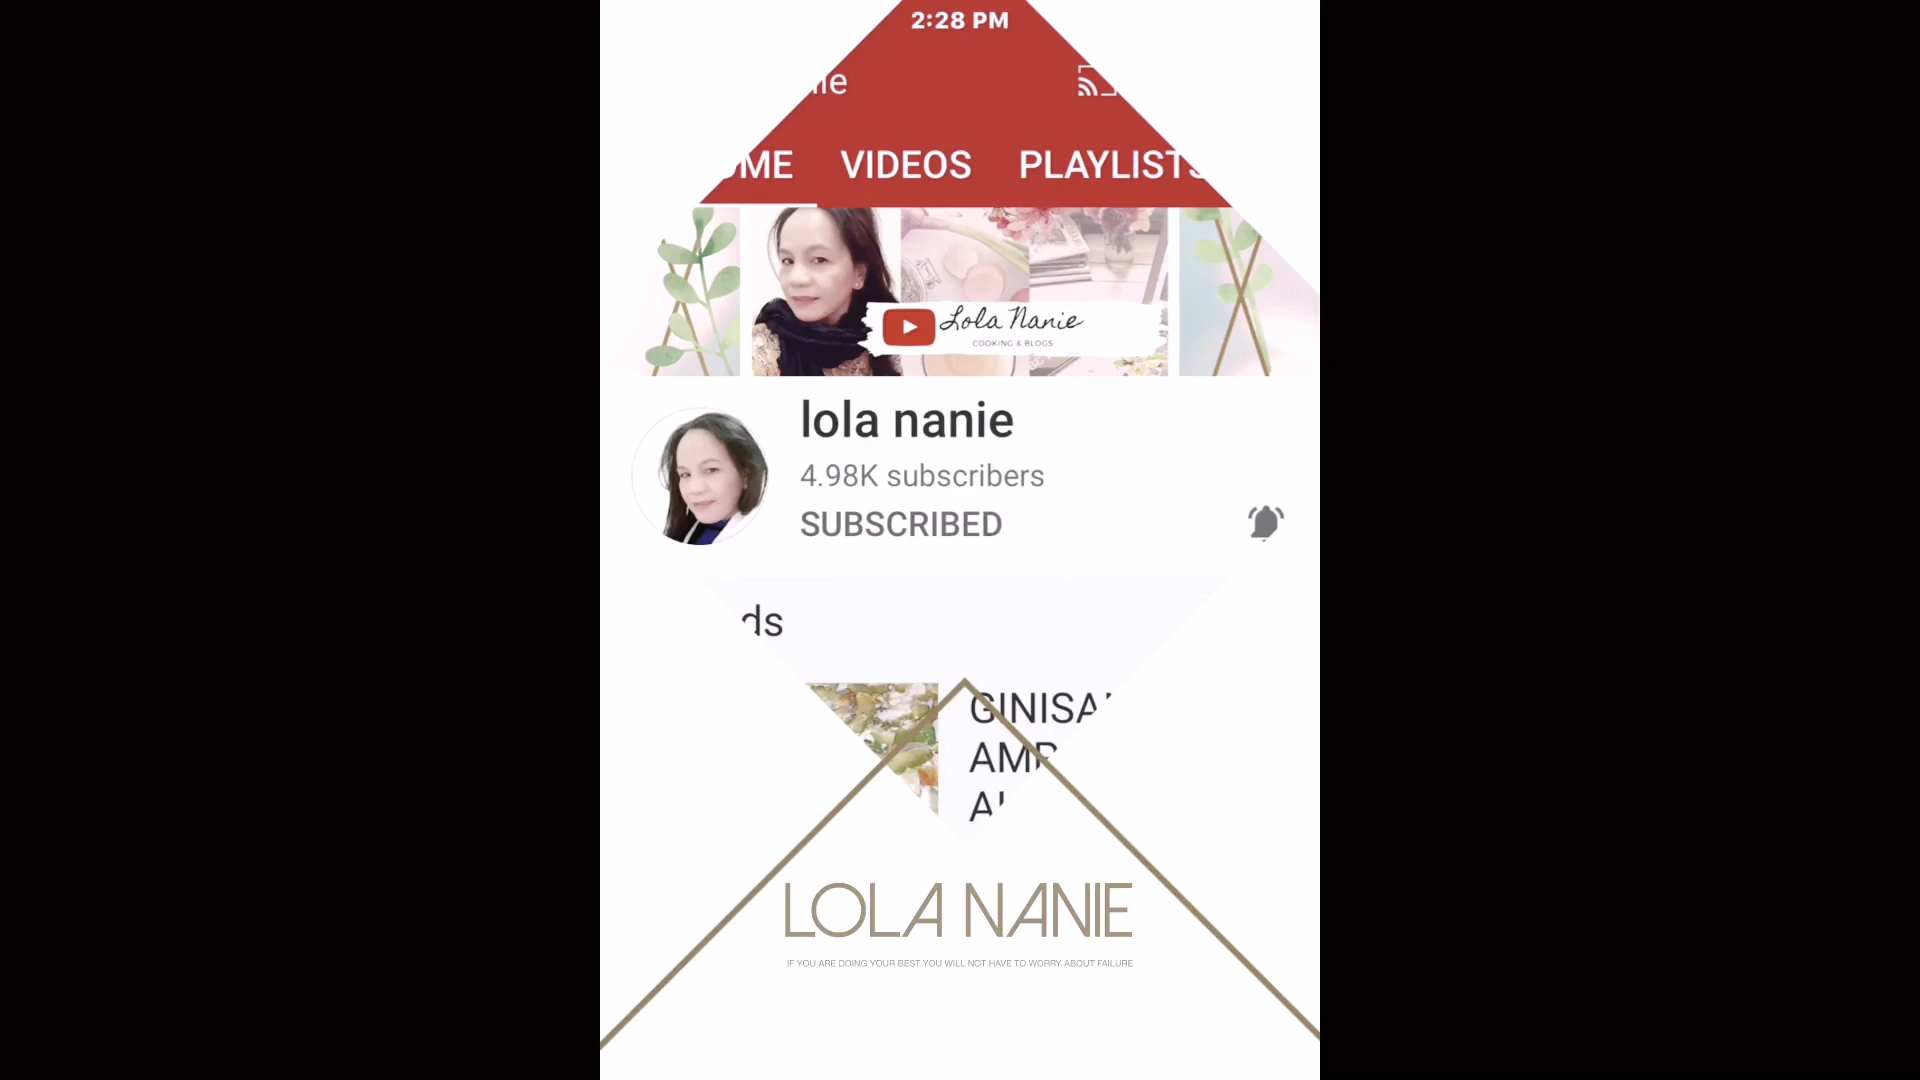 2:28 PM
VIDEOS PLAYLISTS
Lola Nanie
COOKING & BLOGS
lola nanie
4.98K subscribers
SUBSCRIBED
LOLA NANIE
IF YOU ARE DOING YOUR BEST YOU WILL NOT HAVE TO WORRY ABOUT FAILURE